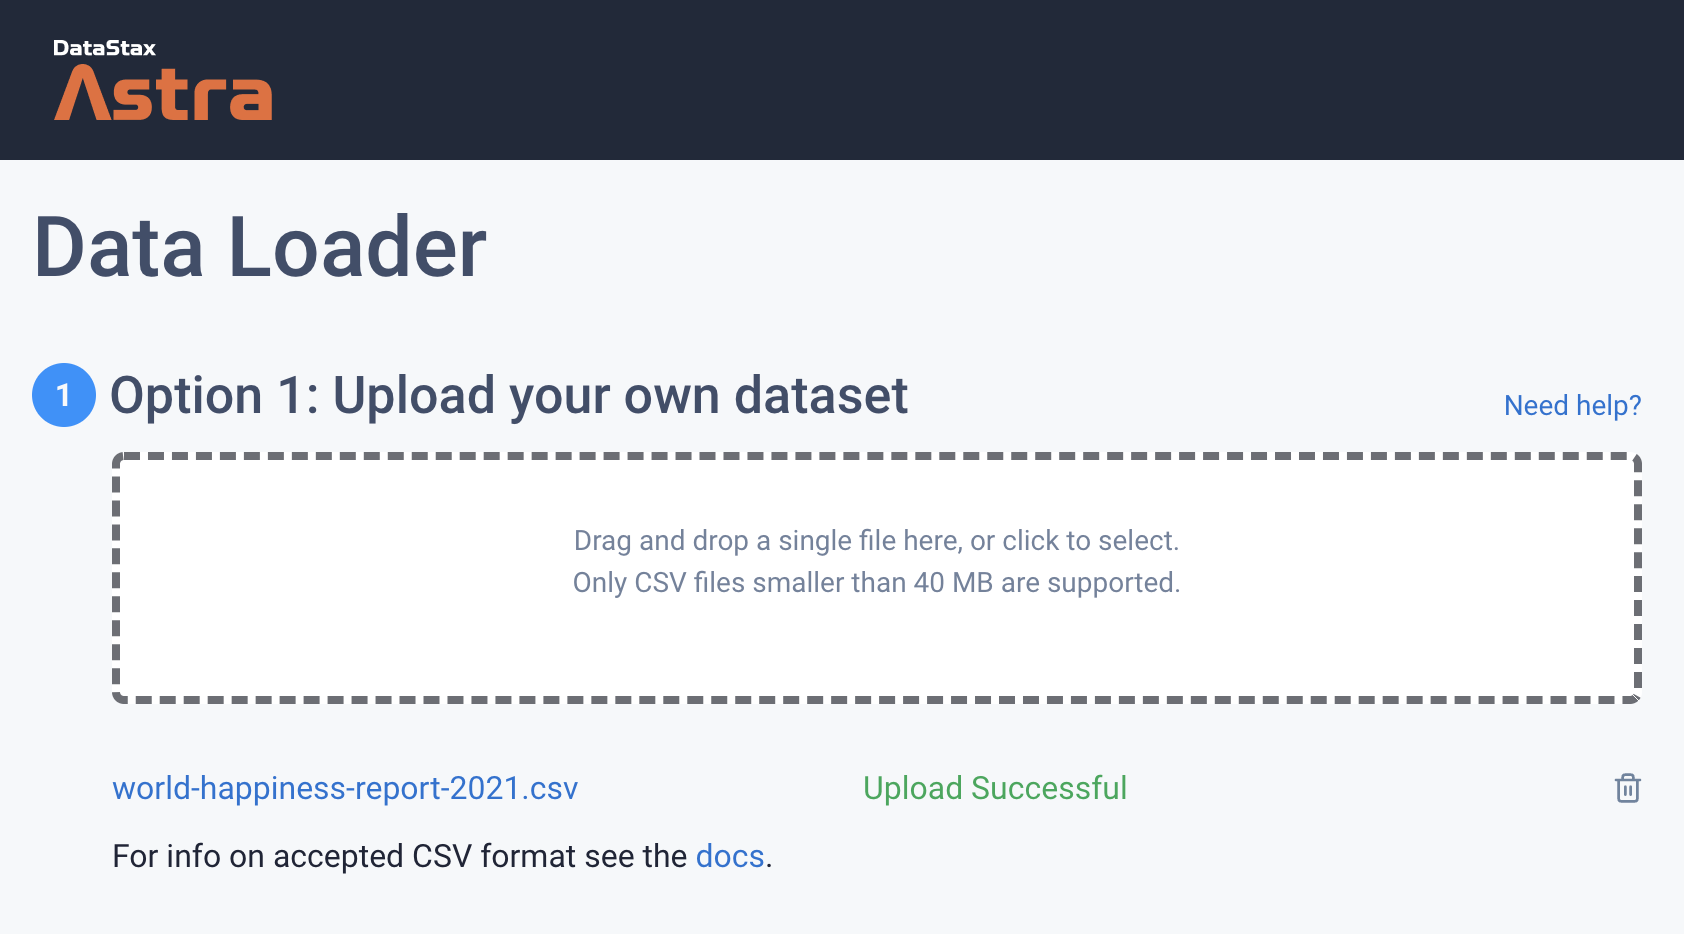 DataStax
Astra
Data Loader
1
Option 1: Upload your own dataset
Need help?
Drag and drop a single file here, or click to select.
Only CSV files smaller than 40 MB are supported.
world-happiness-report-2021.csv
Upload Successful
For info on accepted CSV format see the docs.